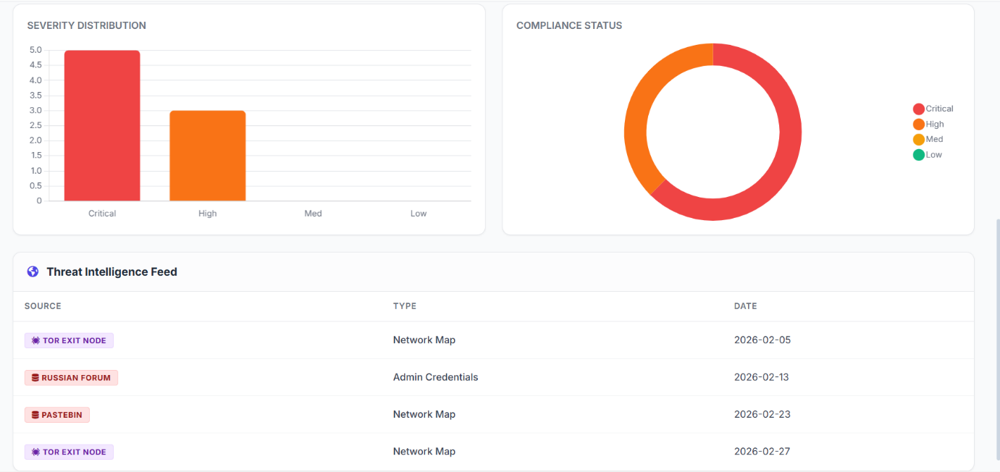 SEVERITY DISTRIBUTION
5.0
4.5
4.0
3.5
3.0
2.5
2.0
1.5
1.0
0.5
0
Critical High Med Low
COMPLIANCE STATUS
Critical
High
Med
Low
Threat Intelligence Feed
SOURCE TYPE DATE
TOR EXIT NODE Network Map 2026-02-05
RUSSIAN FORUM Admin Credentials 2026-02-13
PASTEBIN Network Map 2026-02-23
TOR EXIT NODE Network Map 2026-02-27